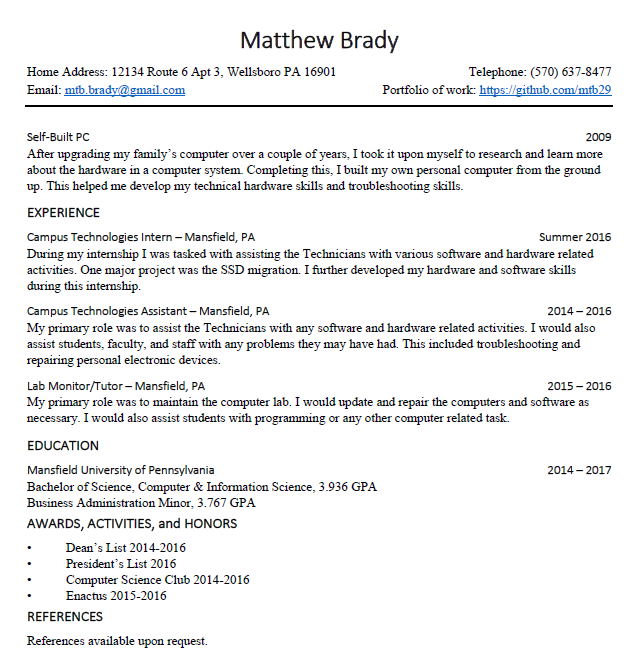 Matthew Brady
Home Address: 12134 Route 6 Apt 3, Wellsboro PA 16901 Telephone: (570) 637-8477
Email: mtb.brady@gmail.com Portfolio of work: https://github.com/mtb29
Self-Built PC 2009
After upgrading my family’s computer over a couple of years, I took it upon myself to research and learn more
about the hardware in a computer system. Completing this, I built my own personal computer from the ground
up. This helped me develop my technical hardware skills and troubleshooting skills.
EXPERIENCE
Campus Technologies Intern – Mansfield, PA Summer 2016
During my internship I was tasked with assisting the Technicians with various software and hardware related
activities. One major project was the SSD migration. I further developed my hardware and software skills
during this internship.
Campus Technologies Assistant – Mansfield, PA 2014 – 2016
My primary role was to assist the Technicians with any software and hardware related activities. I would also
assist students, faculty, and staff with any problems they may have had. This included troubleshooting and
repairing personal electronic devices.
Lab Monitor/Tutor – Mansfield, PA 2015 – 2016
My primary role was to maintain the computer lab. I would update and repair the computers and software as
necessary. I would also assist students with programming or any other computer related task.
EDUCATION
Mansfield University of Pennsylvania 2014 – 2017
Bachelor of Science, Computer & Information Science, 3.936 GPA
Business Administration Minor, 3.767 GPA
AWARDS, ACTIVITIES, and HONORS
• Dean’s List 2014-2016
• President’s List 2016
• Computer Science Club 2014-2016
• Enactus 2015-2016
REFERENCES
References available upon request.